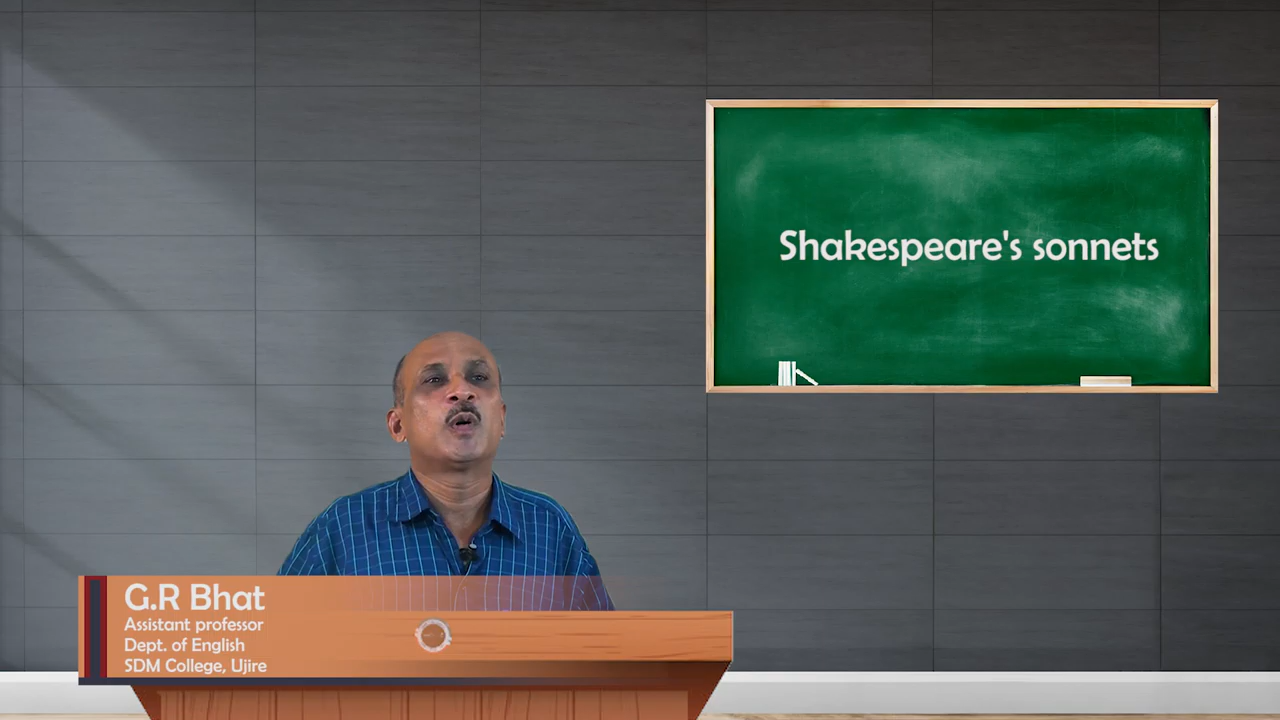 Shakespeare's sonnets
G.R Bhat
Assistant professor
Dept. of English
SDM College, Ujire